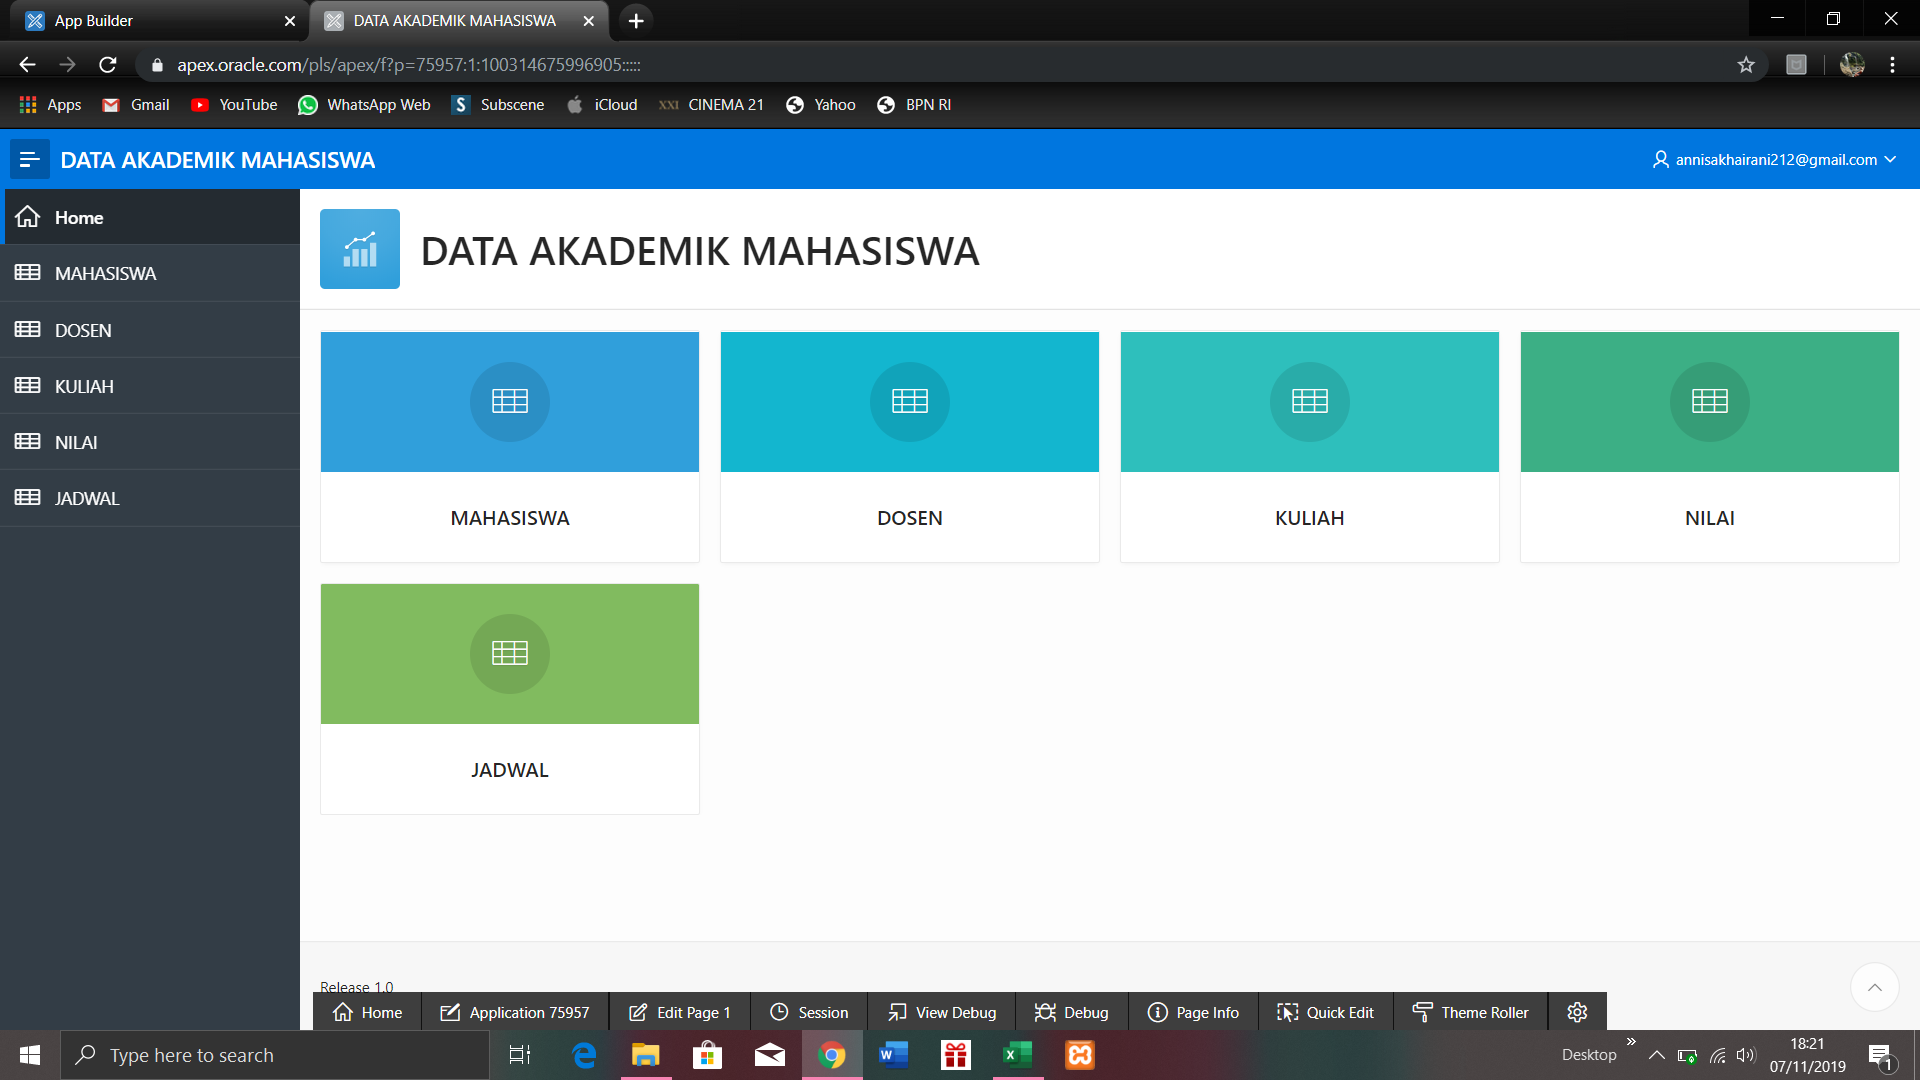 App Builder
DATA AKADEMIK MAHASISWA
apex.oracle.com/pls/apex/f?p=75957:1:100314675996905:::::
Apps
Gmail
YouTube
WhatsApp Web
S
Subscene
iCloud
XXI
CINEMA 21
Yahoo
BPN RI
DATA AKADEMIK MAHASISWA
annisakhairani212@gmail.com
Home
MAHASISWA
DOSEN
KULIAH
NILAI
JADWAL
DATA AKADEMIK MAHASISWA
MAHASISWA
DOSEN
KULIAH
NILAI
JADWAL
Release 1.0
Home
Application 75957
Edit Page 1
Session
View Debug
Debug
Page Info
Quick Edit
Theme Roller
Type here to search
Desktop
18:21
07/11/2019
1